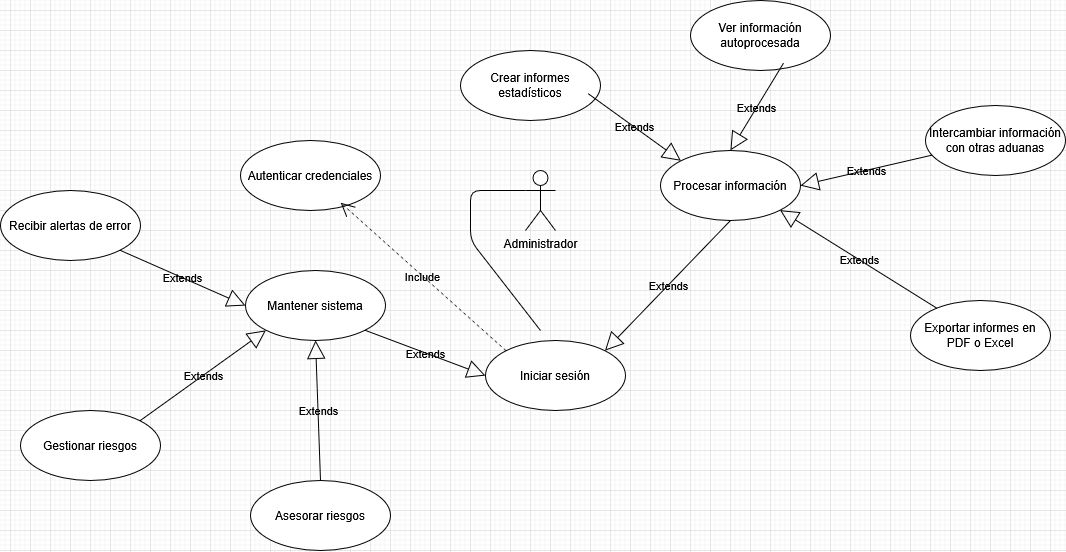 Ver información
autoprocesada
Crear informes
estadísticos
Extends
Extends
Intercambiar información
con otras aduanas
Autenticar credenciales
Extends
Procesar información
Recibir alertas de error
Administrador
Extends
Extends
Include
Extends
Mantener sistema
Exportar informes en
PDF o Excel
Extends
Iniciar sesión
Extends
Extends
Gestionar riesgos
Asesorar riesgos